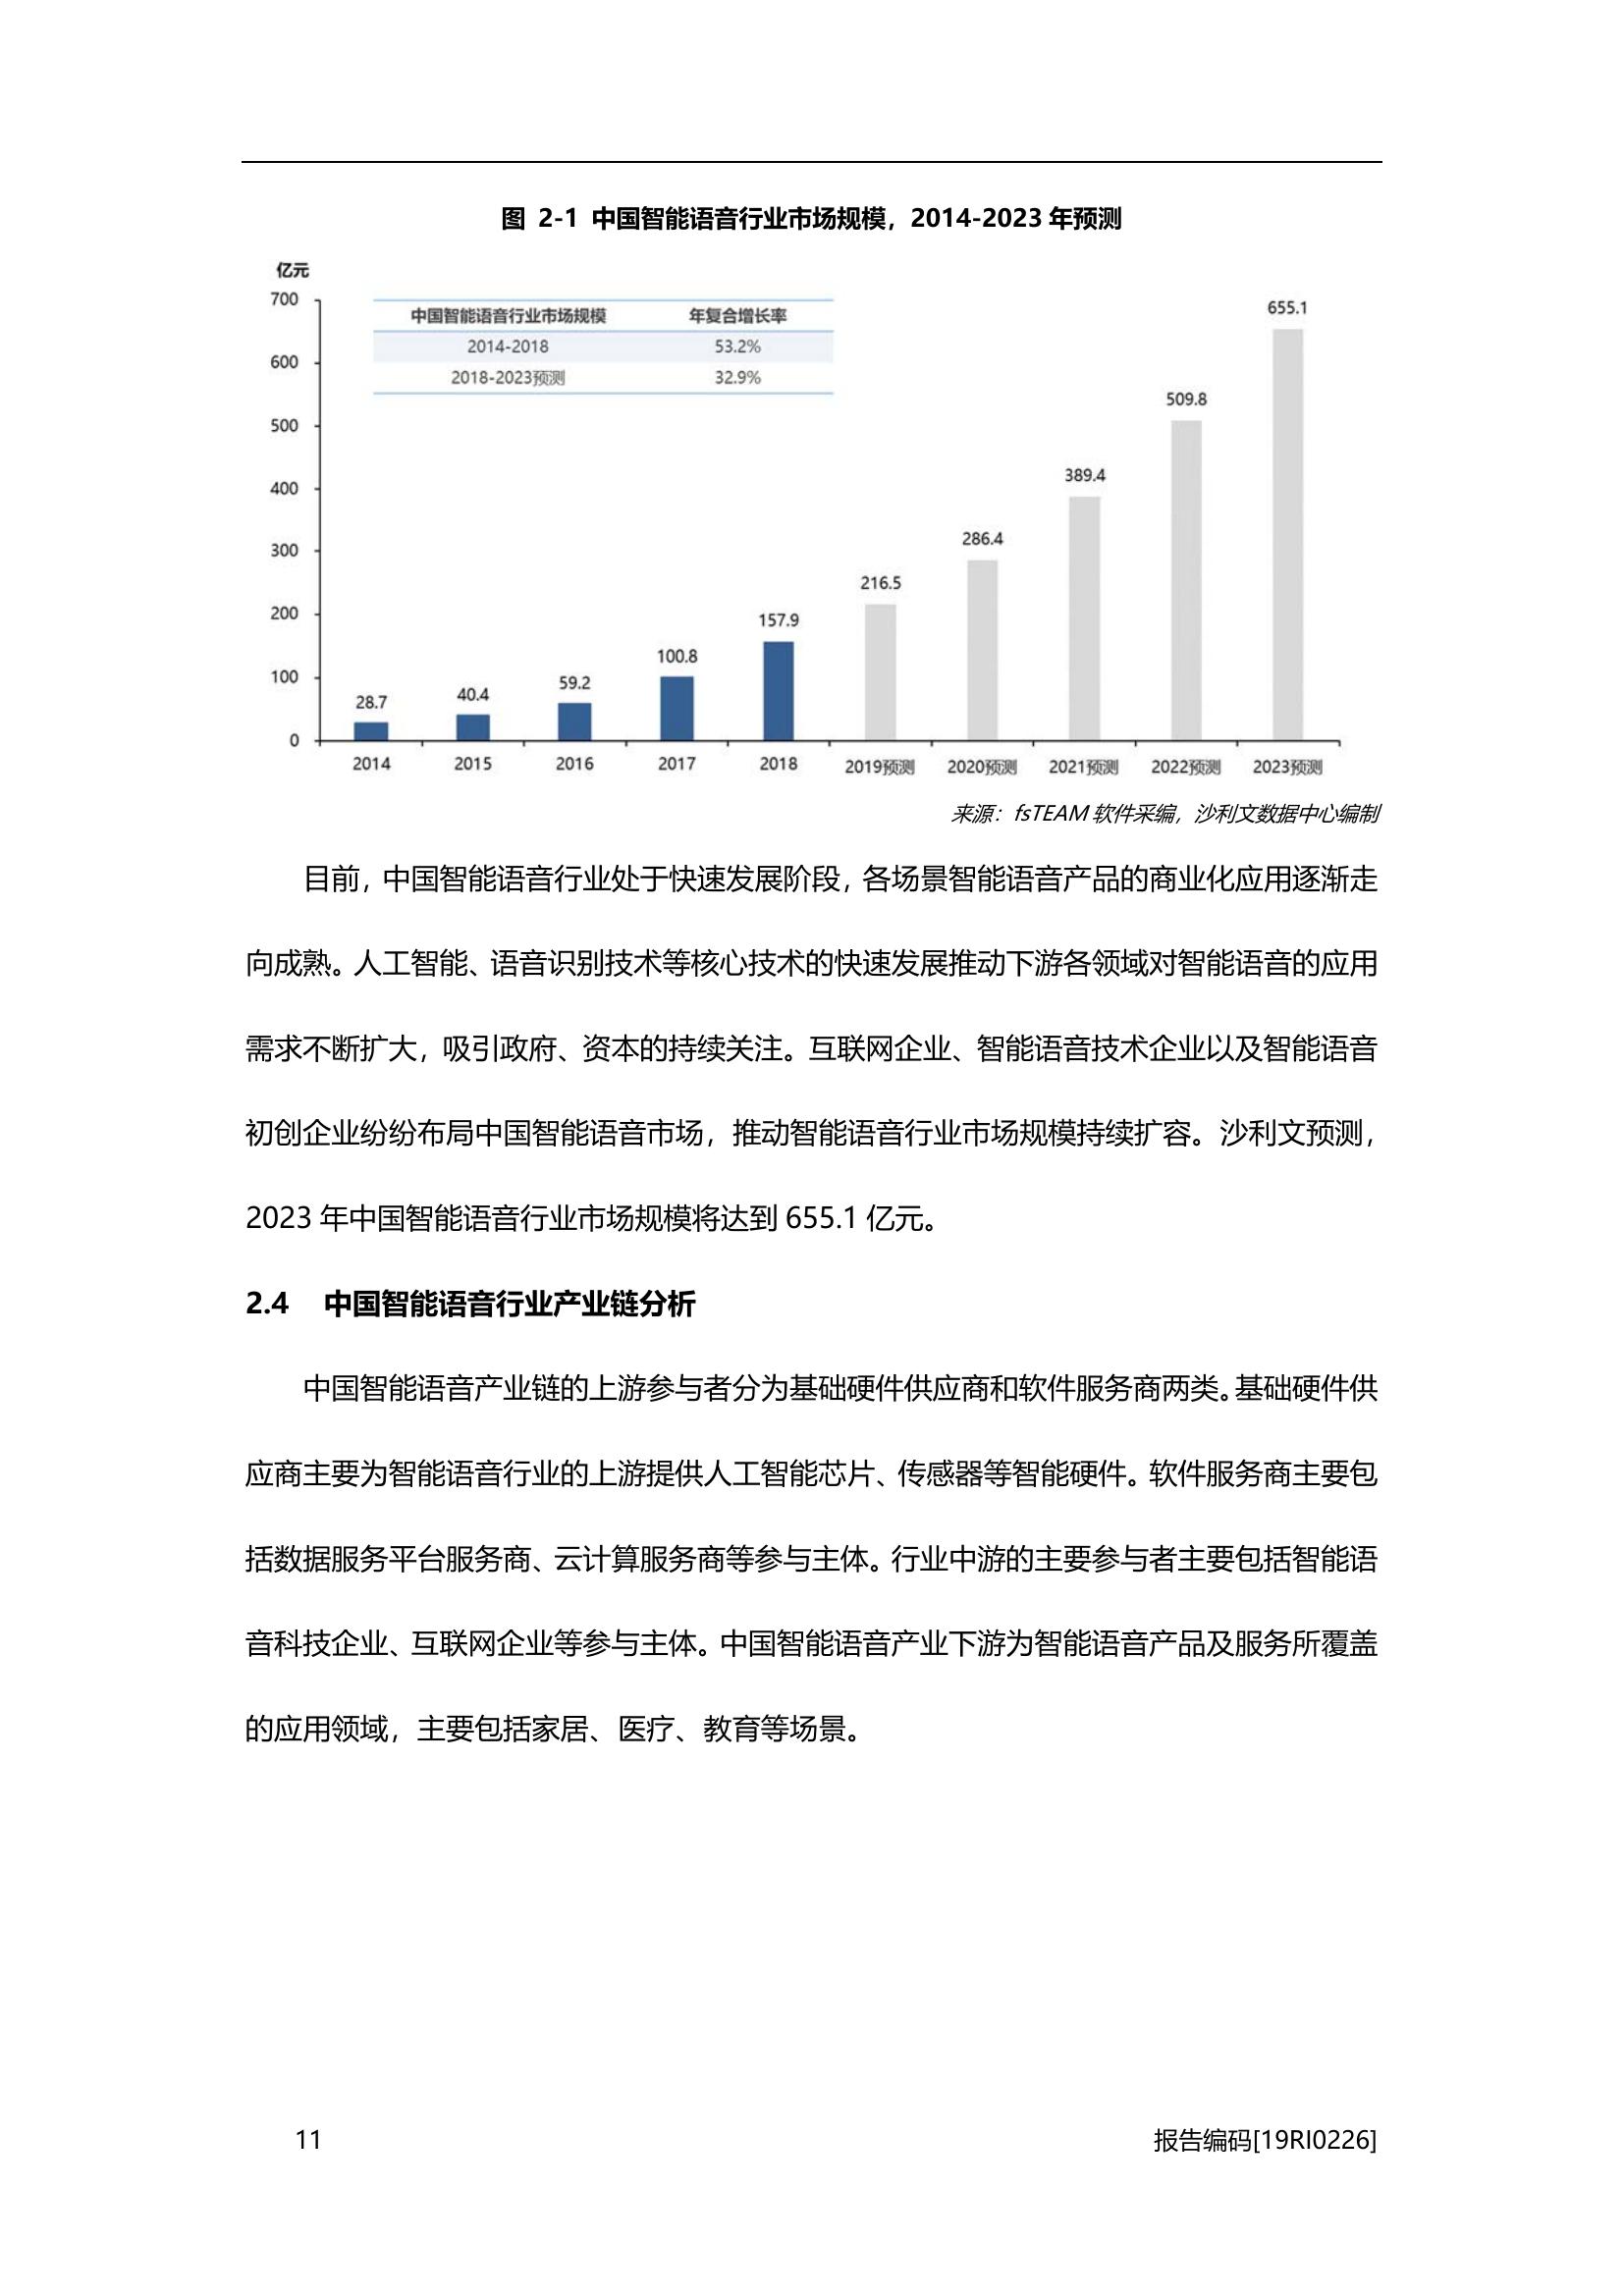 图 2-1 中国智能语音行业市场规模，2014-2023 年预测
亿元
700
600
500
400
300
200
100
0
中国智能语音行业市场规模 年复合增长率
2014-2018 53.2%
2018-2023预测 32.9%
28.7
40.4
59.2
100.8
157.9
216.5
286.4
389.4
509.8
655.1
2014 2015 2016 2017 2018 2019预测 2020预测 2021预测 2022预测 2023预测
来源：fsTEAM 软件采编，沙利文数据中心编制
目前，中国智能语音行业处于快速发展阶段，各场景智能语音产品的商业化应用逐渐走
向成熟。人工智能、语音识别技术等核心技术的快速发展推动下游各领域对智能语音的应用
需求不断扩大，吸引政府、资本的持续关注。互联网企业、智能语音技术企业以及智能语音
初创企业纷纷布局中国智能语音市场，推动智能语音行业市场规模持续扩容。沙利文预测，
2023 年中国智能语音行业市场规模将达到 655.1 亿元。
2.4 中国智能语音行业产业链分析
中国智能语音产业链的上游参与者分为基础硬件供应商和软件服务商两类。基础硬件供
应商主要为智能语音行业的上游提供人工智能芯片、传感器等智能硬件。软件服务商主要包
括数据服务平台服务商、云计算服务商等参与主体。行业中游的主要参与者主要包括智能语
音科技企业、互联网企业等参与主体。中国智能语音产业下游为智能语音产品及服务所覆盖
的应用领域，主要包括家居、医疗、教育等场景。
11 报告编码[19RI0226]